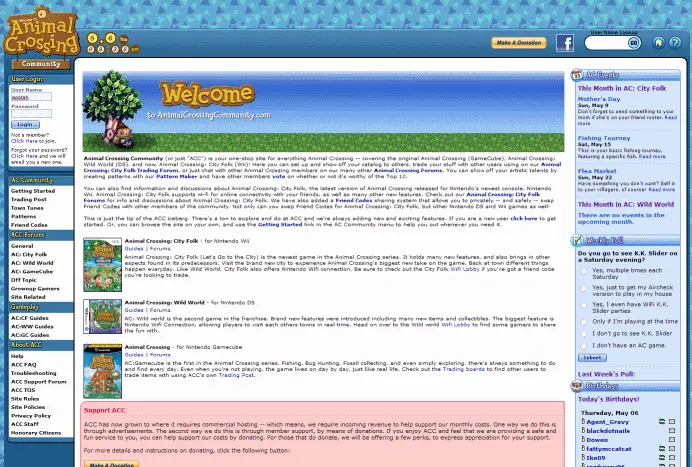 Welcome to
Animal
Crossing
Community
5. 6 Thu
User Name Lookup
Make A Donation
GO
User Login
User Name
Password
Login
Not a member?
Click Here to join.
Forgot your password?
Click Here and we will
email you a new one.
AC Community
Getting Started
Trading Post
Town Tunes
Patterns
Friend Codes
ACC Forums
General
AC: City Folk
AC: Wild World
AC: GameCube
Off Topic
Grownup Gamers
Site Related
Gameplay
AC:CF Guide
AC:WW Guide
AC:GC Guide
About ACC
Help
ACC FAQ
Troubleshooting
ACC Support Forum
ACC TOS
Site Rules
Site Policies
Privacy Policy
ACC Staff
Honorary Citizens
Welcome
to AnimalCrossingCommunity.com
Animal Crossing Community (or just "ACC") is your one-stop site for everything Animal Crossing -- covering the original Animal Crossing (GameCube), Animal Crossing:
Wild World (DS), and now, Animal Crossing: City Folk (Wii)! Here you can set up and show off your catalog to others, trade your stuff with other users using on our Animal
Crossing: City Folk Trading Forum, or just chat with other Animal Crossing members on our many other Animal Crossing Forums. You can show off your artistic talents by
creating patterns with our Pattern Maker and have other members vote on whether or not it's worthy of the Top 10.
You can also find information and discussions about Animal Crossing: City Folk, the latest version of Animal Crossing released for Nintendo's newest console, Nintendo
Wii. Animal Crossing: City Folk supports wi-fi for online connectivity with your friends, as well as many other new features. Check out our Animal Crossing: City Folk
Forums for info and discussions about Animal Crossing: City Folk. We have also added a Friend Codes sharing system that allow you to privately -- and safely -- swap
Friend Codes with other members of the community. Not only can you swap Friend Codes for Animal Crossing: City Folk, but other Nintendo DS and Wii games as well!
This is just the tip of the ACC iceberg. There's a ton to explore and do at ACC and we're always adding new and exciting features. If you are a new user click here to get
started. Or, you can browse the site on your own, and use the Getting Started link in the AC Community menu to help you out whenever you need it.
Animal Crossing: City Folk - for Nintendo Wii
Guides | Forums
Animal Crossing: City Folk (Let's Go to the City) is the newest game in the Animal Crossing series. It holds many new features, and also brings in other
aspects found in its predecessors. Visit the brand new city to experience Animal Crossing's biggest new take on the game. Back at town different things
happen everyday. Like Wild World, City Folk also offers Nintendo WiFi connection. Be sure to check out the City Folk WiFi Lobby if you've got a friend code
you're looking to trade.
Animal Crossing: Wild World - for Nintendo DS
Guides | Forums
AC: Wild world is the second game in the franchise. Brand new features were introduced including many new items and collectibles. The biggest feature is
Nintendo WiFi Connection, allowing players to visit each others towns in real time. Head on over to the Wild world WiFi Lobby to find some gamers to share
the fun with.
Animal Crossing - for Nintendo Gamecube
Guides | Forums
AC:GameCube is the first in the Animal Crossing series. Fishing, Bug Hunting, Fossil collecting, and even simply exploring, there's always something to do
and find every day. Even when you're not playing, the game lives on day by day, just like real life. Check out the Trading boards to find other users to
trade items with using ACC's own Trading Post.
Support ACC
ACC has now grown to where it requires commercial hosting -- which means, we require incoming revenue to help support our monthly costs. One way we do this is
through advertisements. The second way we do this is through member support, by means of donations. If you enjoy ACC and feel that we are providing a safe and
fun service to you, you can help support our costs by donating. For those that do donate, we will be offering a few perks, to express appreciation for your support.
For more details and instructions on donating, click the following button:
Make A Donation
AC Events
This Month in AC: City Folk
Mother's Day
Sun, May 9
Don't forget to send something to your
mom if she's on your roster. Read
more
Fishing Tourney
Sat, May 15
This is your basic fishing tourney,
featuring a specific fish. Read more
Flea Market
Sun, May 23
Have something you don't want? Sell it
to your villagers, of course! Read more
This Month in AC: Wild World
There are no events in the
upcoming month.
Weekly Poll
Do you go to see K.K. Slider on
a Saturday evening?
Yes, multiple times each
Saturday
Yes, just to get my Aircheck
version to play in my house
Yes, I even have WiFi K.K.
Slider parties
Only if I'm playing at the time
I don't go to see K.K. Slider
I don't have an AC game.
Submit
Last Week's Poll:
Birthdays
Today's Birthdays!
Thursday, May 06
Agent_Gravy
blackdotnails
Dowen
fattymccatcat
like09